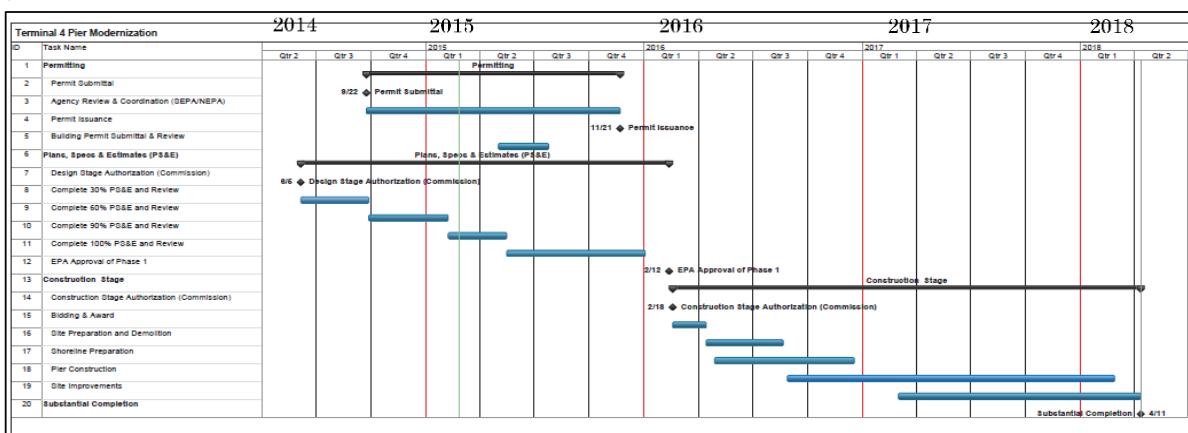 2014 2015 2016 2017 2018
Terminal 4 Pier Modernization
ID Task Name 2015 2016 2017 2018
Qtr 2 Qtr 3 Qtr 4 Qtr 1 Qtr 2 Qtr 3 Qtr 4 Qtr 1 Qtr 2 Qtr 3 Qtr 4 Qtr 1 Qtr 2 Qtr 3 Qtr 4 Qtr 1 Qtr 2
1 Permitting Permitting
2 Permit Submittal 9/22 Permit Submittal
3 Agency Review & Coordination (SEPA/NEPA)
4 Permit Issuance 11/21 Permit Issuance
5 Building Permit Submittal & Review
6 Plans, Specs & Estimates (PS&E) Plans, Specs & Estimates (PS&E)
7 Design Stage Authorization (Commission) 6/5 Design Stage Authorization (Commission)
8 Complete 30% PS&E and Review
9 Complete 60% PS&E and Review
10 Complete 90% PS&E and Review
11 Complete 100% PS&E and Review
12 EPA Approval of Phase 1 2/12 EPA Approval of Phase 1
13 Construction Stage Construction Stage
14 Construction Stage Authorization (Commission) 2/18 Construction Stage Authorization (Commission)
15 Bidding & Award
16 Site Preparation and Demolition
17 Shoreline Preparation
18 Pier Construction
19 Site Improvements
20 Substantial Completion Substantial Completion 4/11